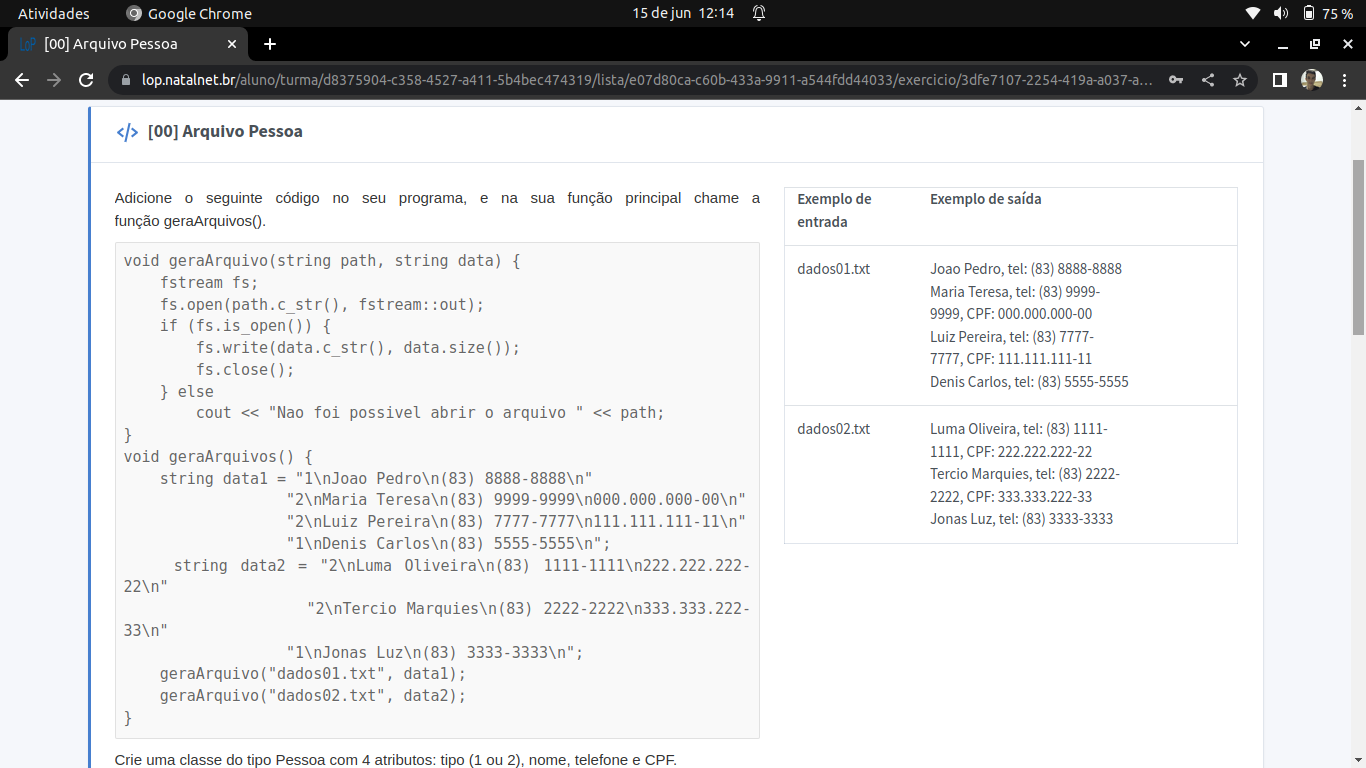 Atividades
Google Chrome
15 de jun 12:14
75 %
[00] Arquivo Pessoa
lop.natalnet.br/aluno/turma/d8375904-c358-4527-a411-5b4bec474319/lista/e07d80ca-c60b-433a-9911-a544fdd44033/exercicio/3dfe7107-2254-419a-a037-a...
</> [00] Arquivo Pessoa
Adicione o seguinte código no seu programa, e na sua função principal chame a
função geraArquivos().
void geraArquivo(string path, string data) {
fstream fs;
fs.open(path.c_str(), fstream::out);
if (fs.is_open()) {
fs.write(data.c_str(), data.size());
fs.close();
} else
cout << "Nao foi possivel abrir o arquivo " << path;
}
void geraArquivos() {
string data1 = "1\nJoao Pedro\n(83) 8888-8888\n"
"2\nMaria Teresa\n(83) 9999-9999\n000.000.000-00\n"
"2\nLuiz Pereira\n(83) 7777-7777\n111.111.111-11\n"
"1\nDenis Carlos\n(83) 5555-5555\n";
string data2 = "2\nLuma Oliveira\n(83) 1111-1111\n222.222.222-
22\n"
"2\nTercio Marquies\n(83) 2222-2222\n333.333.222-
33\n"
"1\nJonas Luz\n(83) 3333-3333\n";
geraArquivo("dados01.txt", data1);
geraArquivo("dados02.txt", data2);
}
Crie uma classe do tipo Pessoa com 4 atributos: tipo (1 ou 2), nome, telefone e CPF.
Exemplo de
entrada
Exemplo de saída
dados01.txt
Joao Pedro, tel: (83) 8888-8888
Maria Teresa, tel: (83) 9999-
9999, CPF: 000.000.000-00
Luiz Pereira, tel: (83) 7777-
7777, CPF: 111.111.111-11
Denis Carlos, tel: (83) 5555-5555
dados02.txt
Luma Oliveira, tel: (83) 1111-
1111, CPF: 222.222.222-22
Tercio Marquies, tel: (83) 2222-
2222, CPF: 333.333.222-33
Jonas Luz, tel: (83) 3333-3333